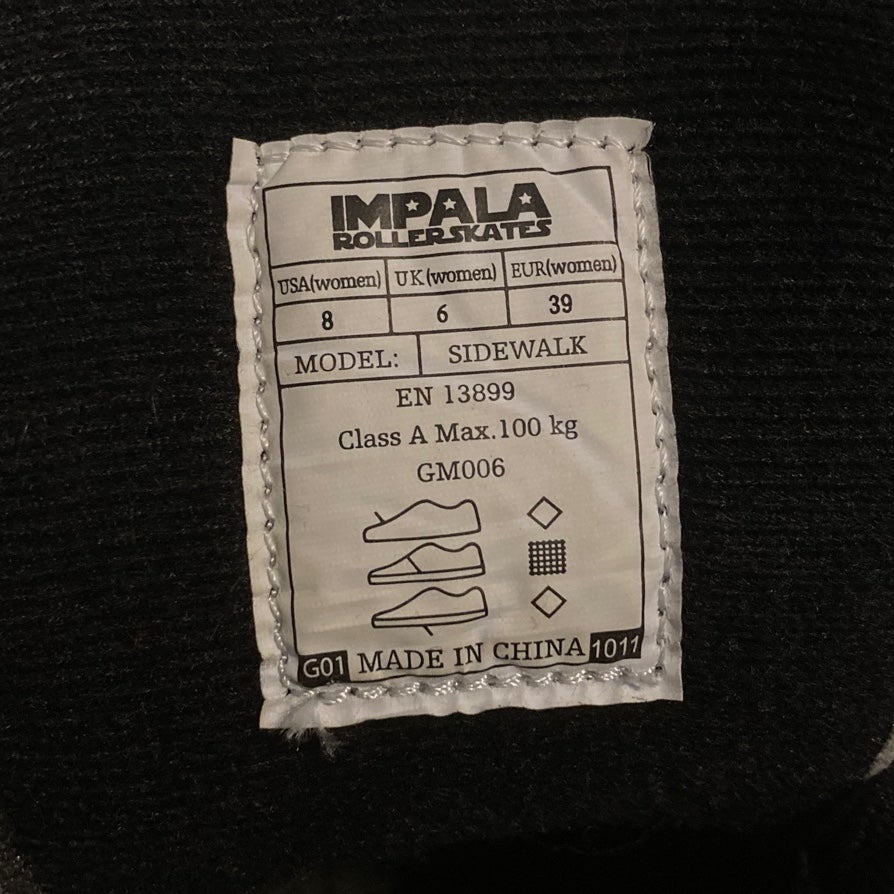 IMPALA
ROLLERSKATES
USA(women) UK(women) EUR(women)
8 6 39
MODEL: SIDEWALK
EN 13899
Class A Max.100 kg
GM006
G01 MADE IN CHINA 1011